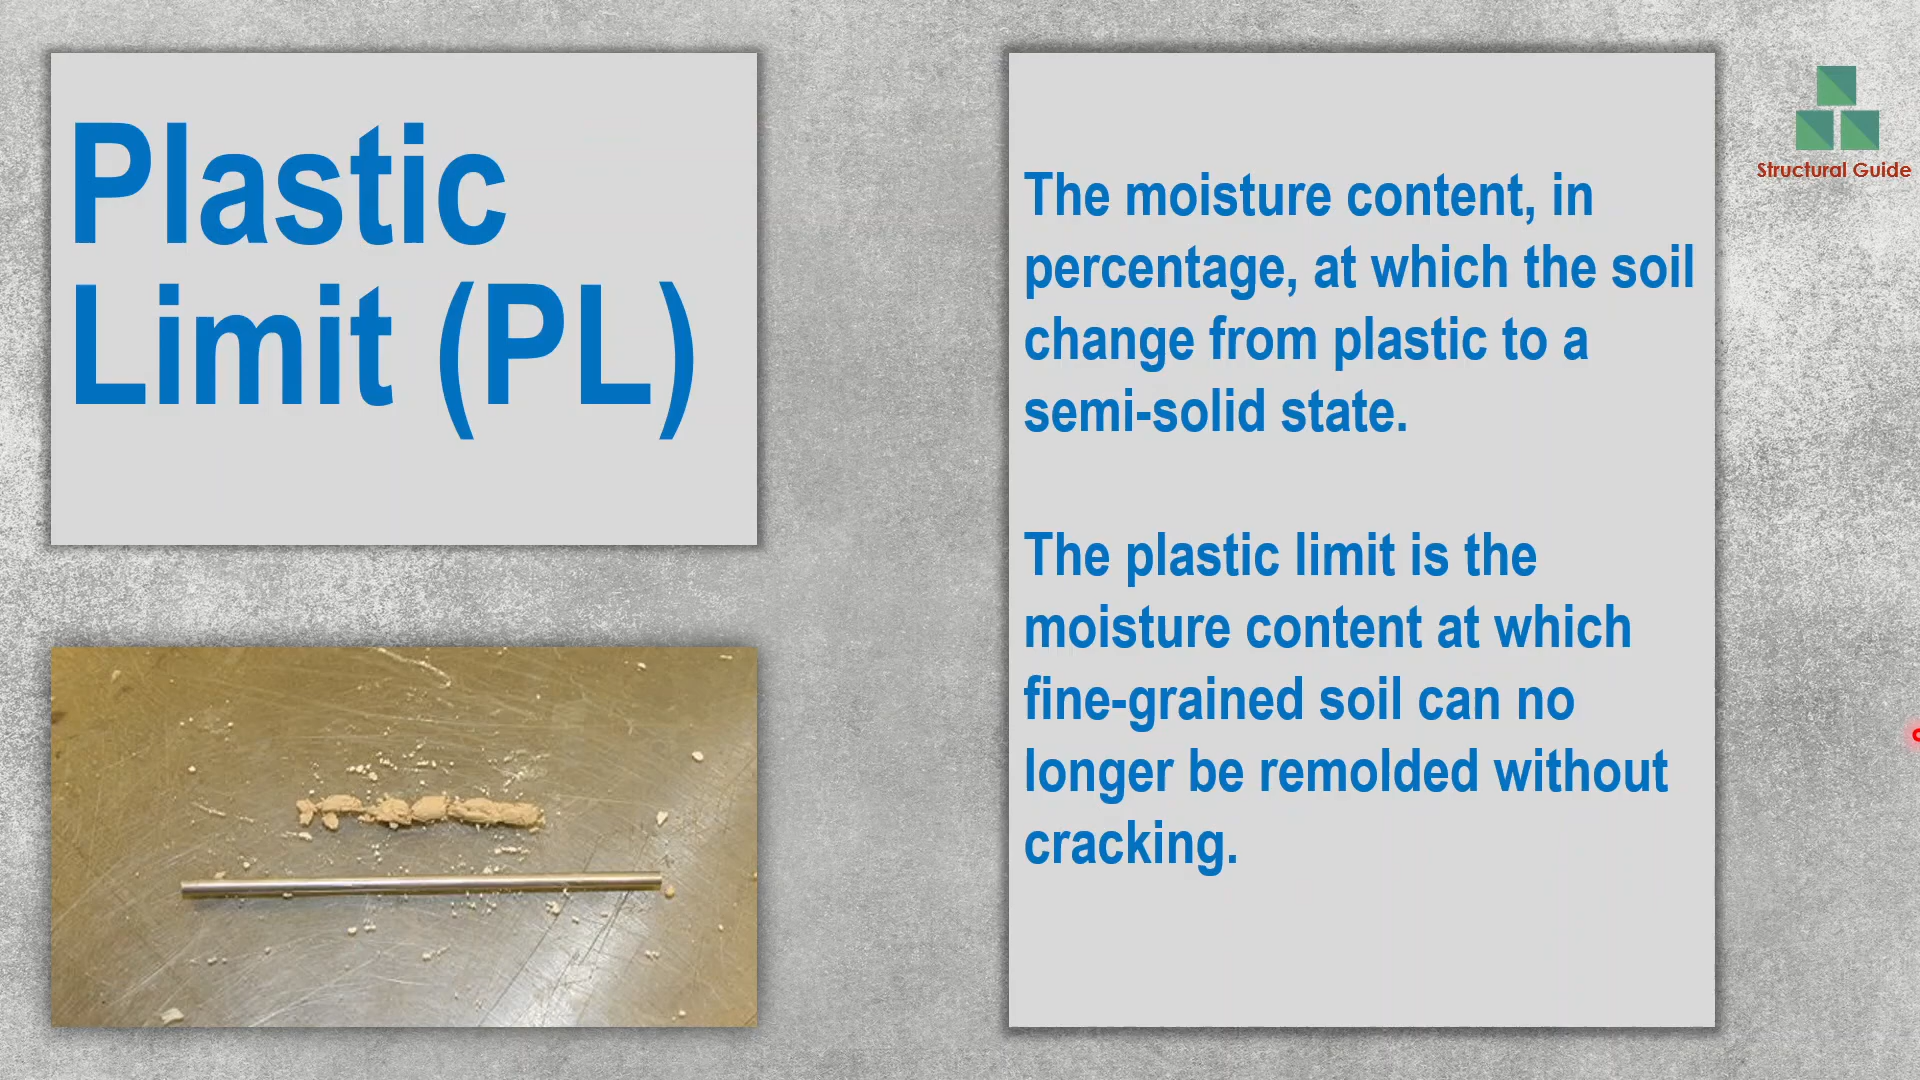 Plastic
Limit (PL)
The moisture content, in
percentage, at which the soil
change from plastic to a
semi-solid state.
The plastic limit is the
moisture content at which
fine-grained soil can no
longer be remolded without
cracking.
Structural Guide